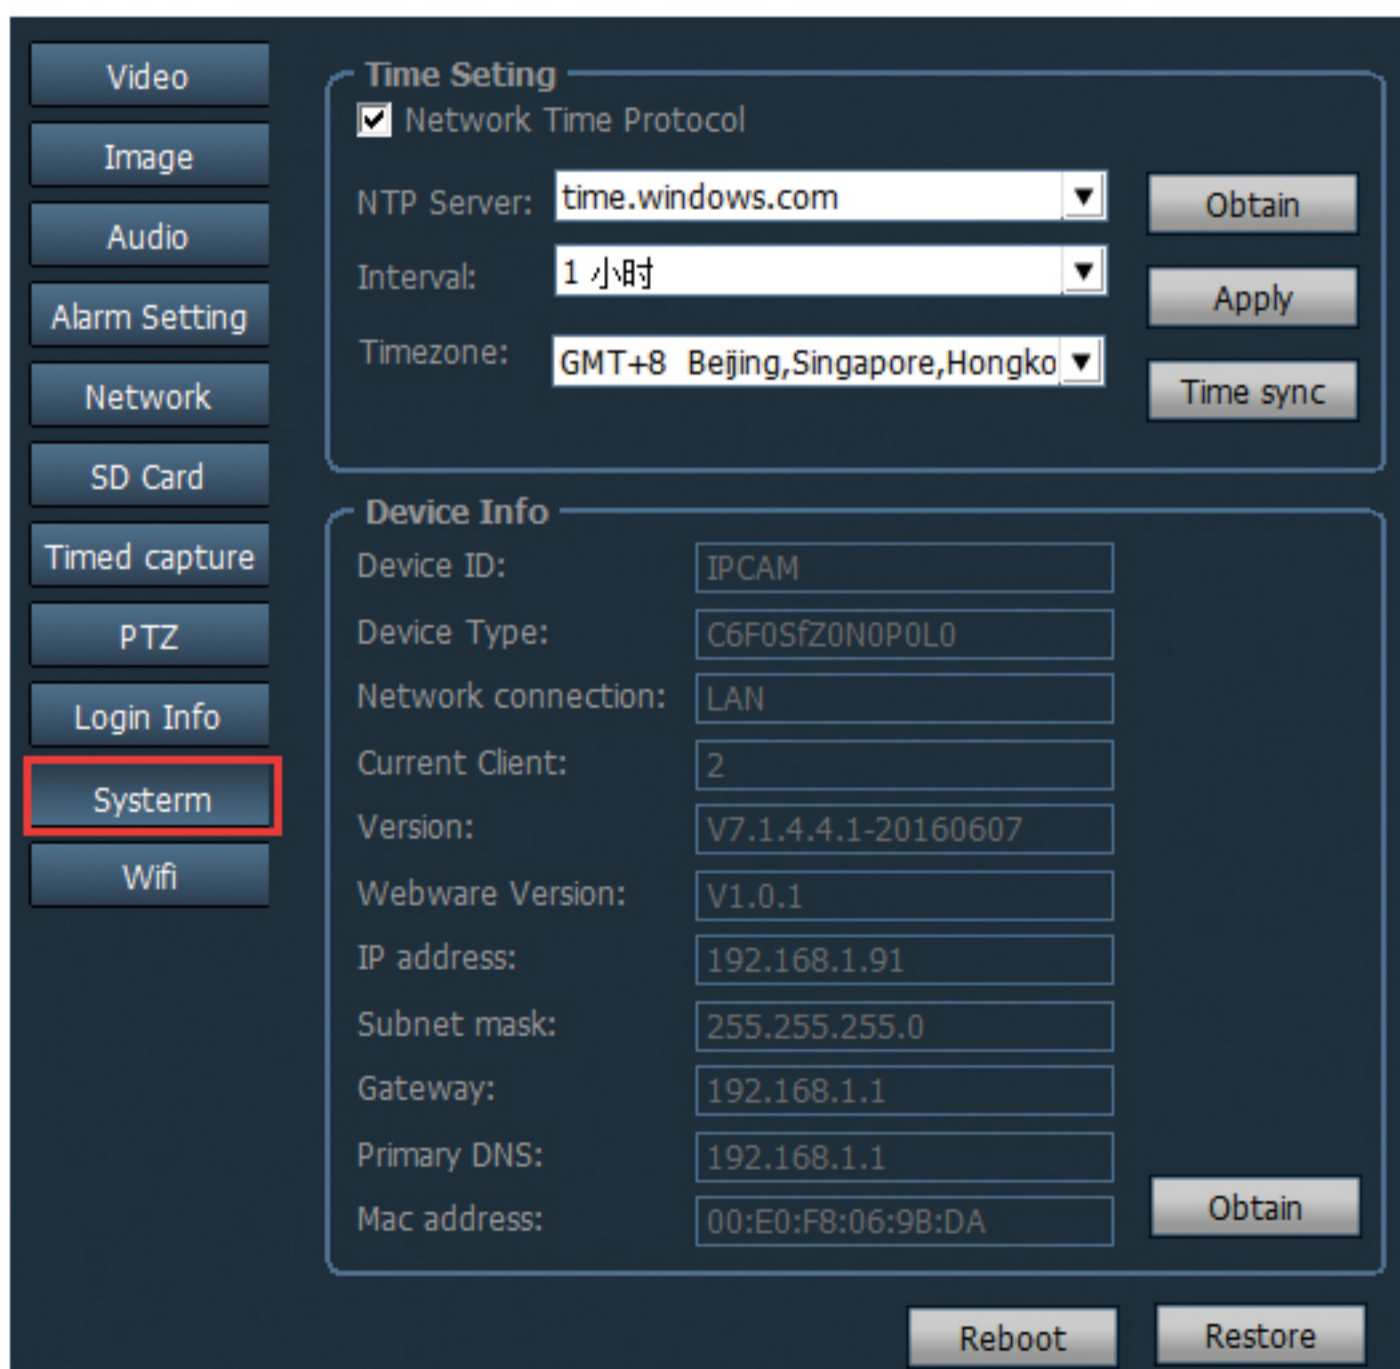 Video
Image
Audio
Alarm Setting
Network
SD Card
Timed capture
PTZ
Login Info
Systerm
Wifi
Time Seting
Network Time Protocol
NTP Server: time.windows.com Obtain
Interval: 1 小时 Apply
Timezone: GMT+8 Beijing,Singapore,Hongko Time sync
Device Info
Device ID: IPCAM
Device Type: C6F0SfZ0N0P0L0
Network connection: LAN
Current Client: 2
Version: V7.1.4.4.1-20160607
Webware Version: V1.0.1
IP address: 192.168.1.91
Subnet mask: 255.255.255.0
Gateway: 192.168.1.1
Primary DNS: 192.168.1.1
Mac address: 00:E0:F8:06:9B:DA Obtain
Reboot Restore